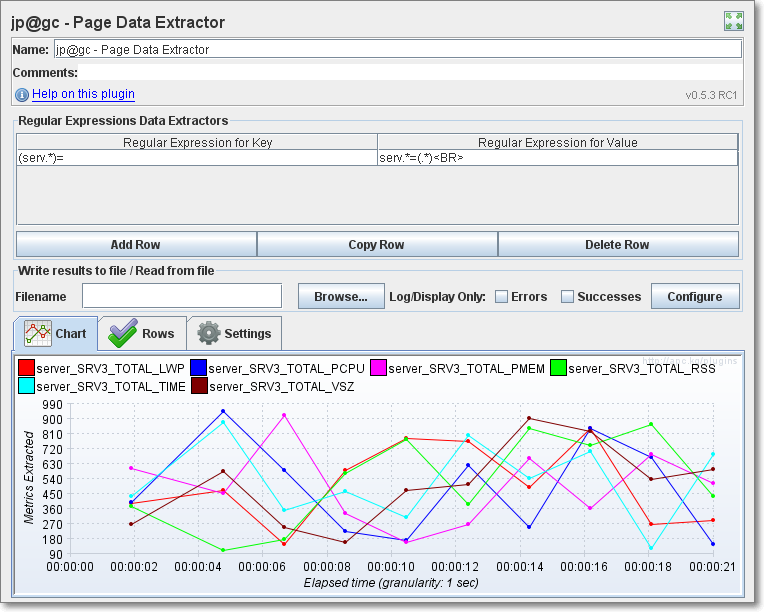 jp@gc - Page Data Extractor
Name: jp@gc - Page Data Extractor
Comments:
Help on this plugin
v0.5.3 RC1
Regular Expressions Data Extractors
Regular Expression for Key Regular Expression for Value
(serv.*)= serv.*=(.*)<BR>
Add Row Copy Row Delete Row
Write results to file / Read from file
Filename Browse... Log/Display Only: Errors Successes Configure
Chart Rows Settings
http://apc.kg/plugins
server_SRV3_TOTAL_LWP server_SRV3_TOTAL_PCPU server_SRV3_TOTAL_PMEM server_SRV3_TOTAL_RSS
server_SRV3_TOTAL_TIME server_SRV3_TOTAL_VSZ
Metrics Extracted
990
900
810
720
630
540
450
360
270
180
90
00:00:00 00:00:02 00:00:04 00:00:06 00:00:08 00:00:10 00:00:12 00:00:14 00:00:16 00:00:18 00:00:21
Elapsed time (granularity: 1 sec)